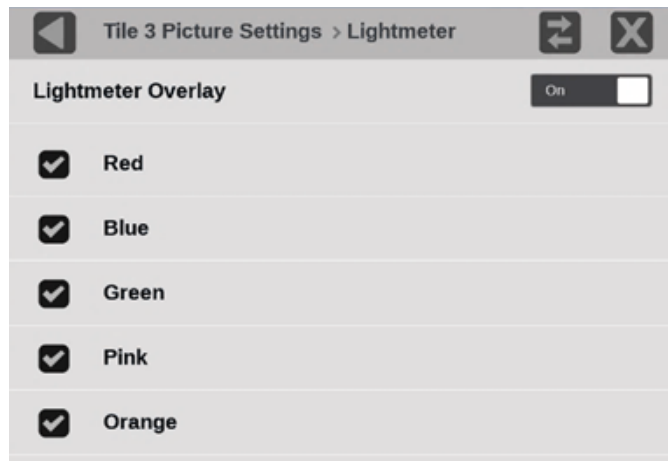 Tile 3 Picture Settings > Lightmeter
Lightmeter Overlay On
Red
Blue
Green
Pink
Orange